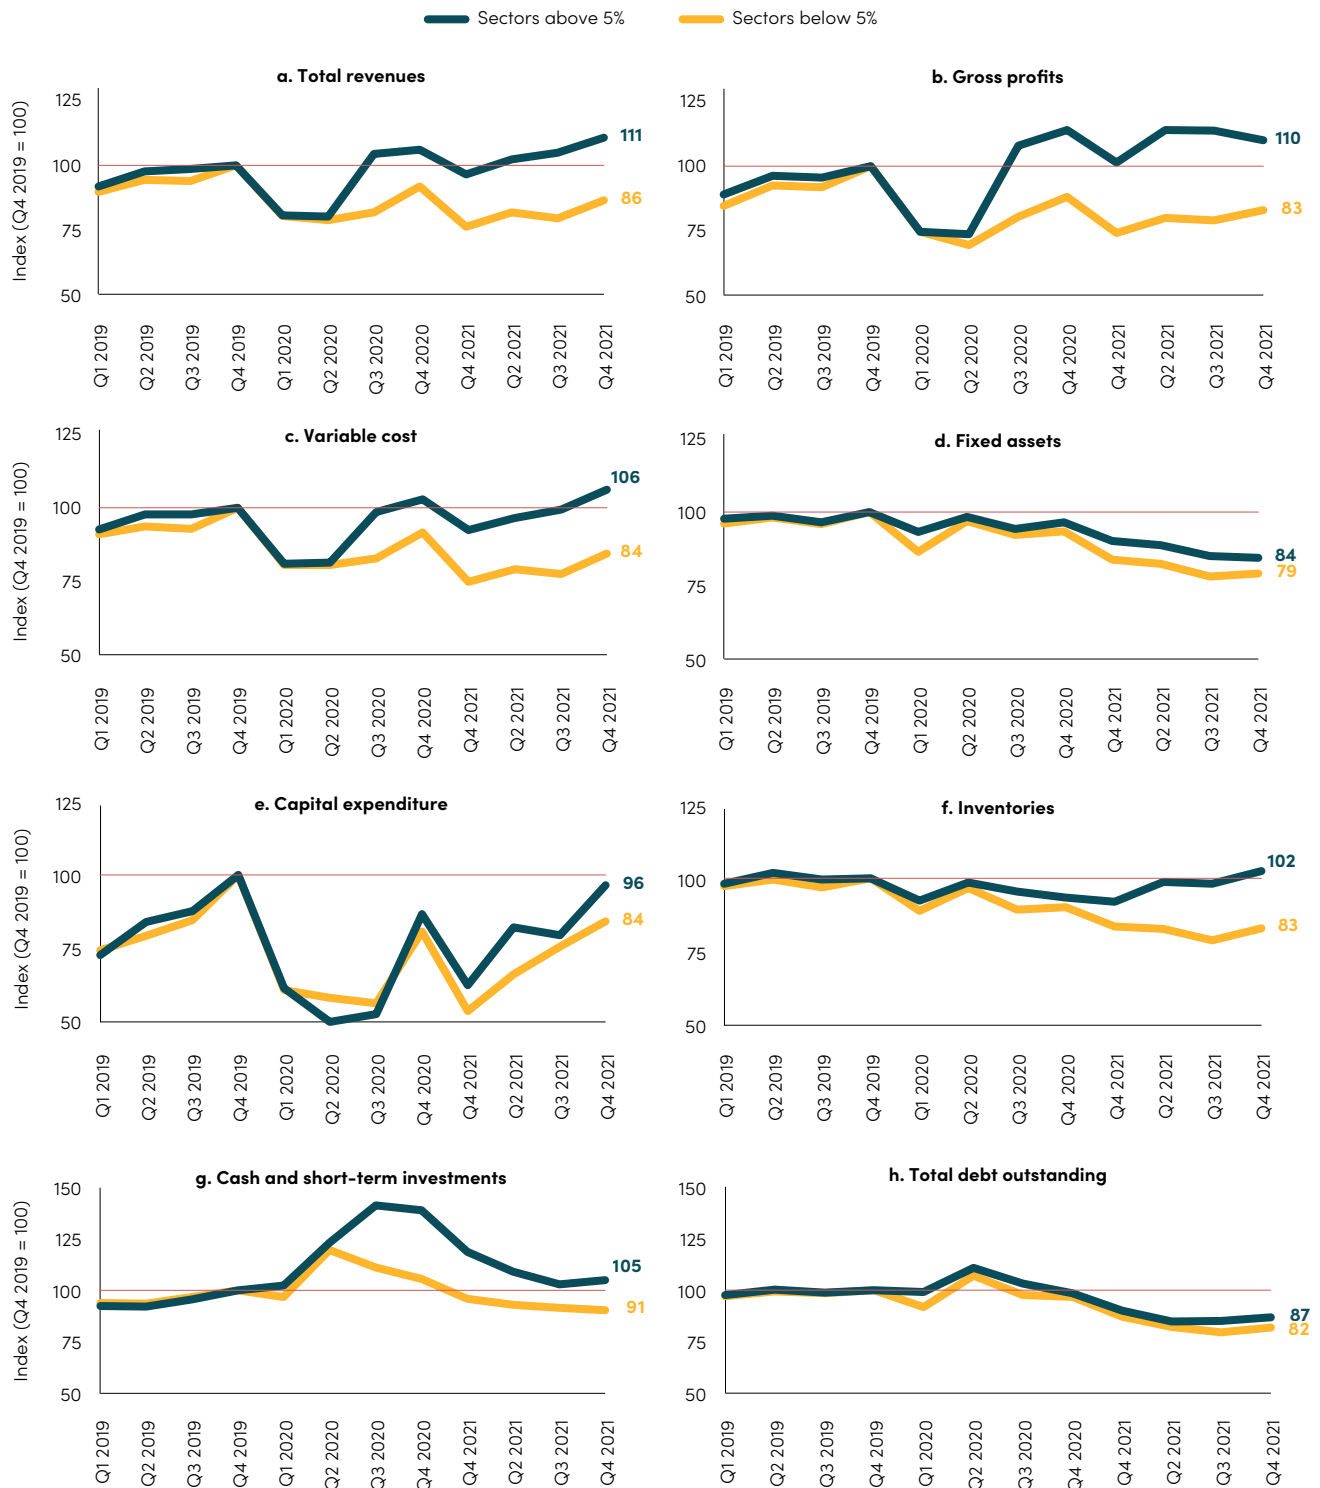 Sectors above 5% Sectors below 5%
a. Total revenues
Index (Q4 2019 = 100)
125
100
75
50
111
86
Q1 2019 Q2 2019 Q3 2019 Q4 2019 Q1 2020 Q2 2020 Q3 2020 Q4 2020 Q4 2021 Q2 2021 Q3 2021 Q4 2021
b. Gross profits
125
100
75
50
110
83
Q1 2019 Q2 2019 Q3 2019 Q4 2019 Q1 2020 Q2 2020 Q3 2020 Q4 2020 Q4 2021 Q2 2021 Q3 2021 Q4 2021
c. Variable cost
Index (Q4 2019 = 100)
125
100
75
50
106
84
Q1 2019 Q2 2019 Q3 2019 Q4 2019 Q1 2020 Q2 2020 Q3 2020 Q4 2020 Q4 2021 Q2 2021 Q3 2021 Q4 2021
d. Fixed assets
125
100
75
50
84
79
Q1 2019 Q2 2019 Q3 2019 Q4 2019 Q1 2020 Q2 2020 Q3 2020 Q4 2020 Q4 2021 Q2 2021 Q3 2021 Q4 2021
e. Capital expenditure
Index (Q4 2019 = 100)
125
100
75
50
96
84
Q1 2019 Q2 2019 Q3 2019 Q4 2019 Q1 2020 Q2 2020 Q3 2020 Q4 2020 Q4 2021 Q2 2021 Q3 2021 Q4 2021
f. Inventories
125
100
75
50
102
83
Q1 2019 Q2 2019 Q3 2019 Q4 2019 Q1 2020 Q2 2020 Q3 2020 Q4 2020 Q4 2021 Q2 2021 Q3 2021 Q4 2021
g. Cash and short-term investments
Index (Q4 2019 = 100)
150
125
100
75
50
105
91
Q1 2019 Q2 2019 Q3 2019 Q4 2019 Q1 2020 Q2 2020 Q3 2020 Q4 2020 Q4 2021 Q2 2021 Q3 2021 Q4 2021
h. Total debt outstanding
150
125
100
75
50
87
82
Q1 2019 Q2 2019 Q3 2019 Q4 2019 Q1 2020 Q2 2020 Q3 2020 Q4 2020 Q4 2021 Q2 2021 Q3 2021 Q4 2021